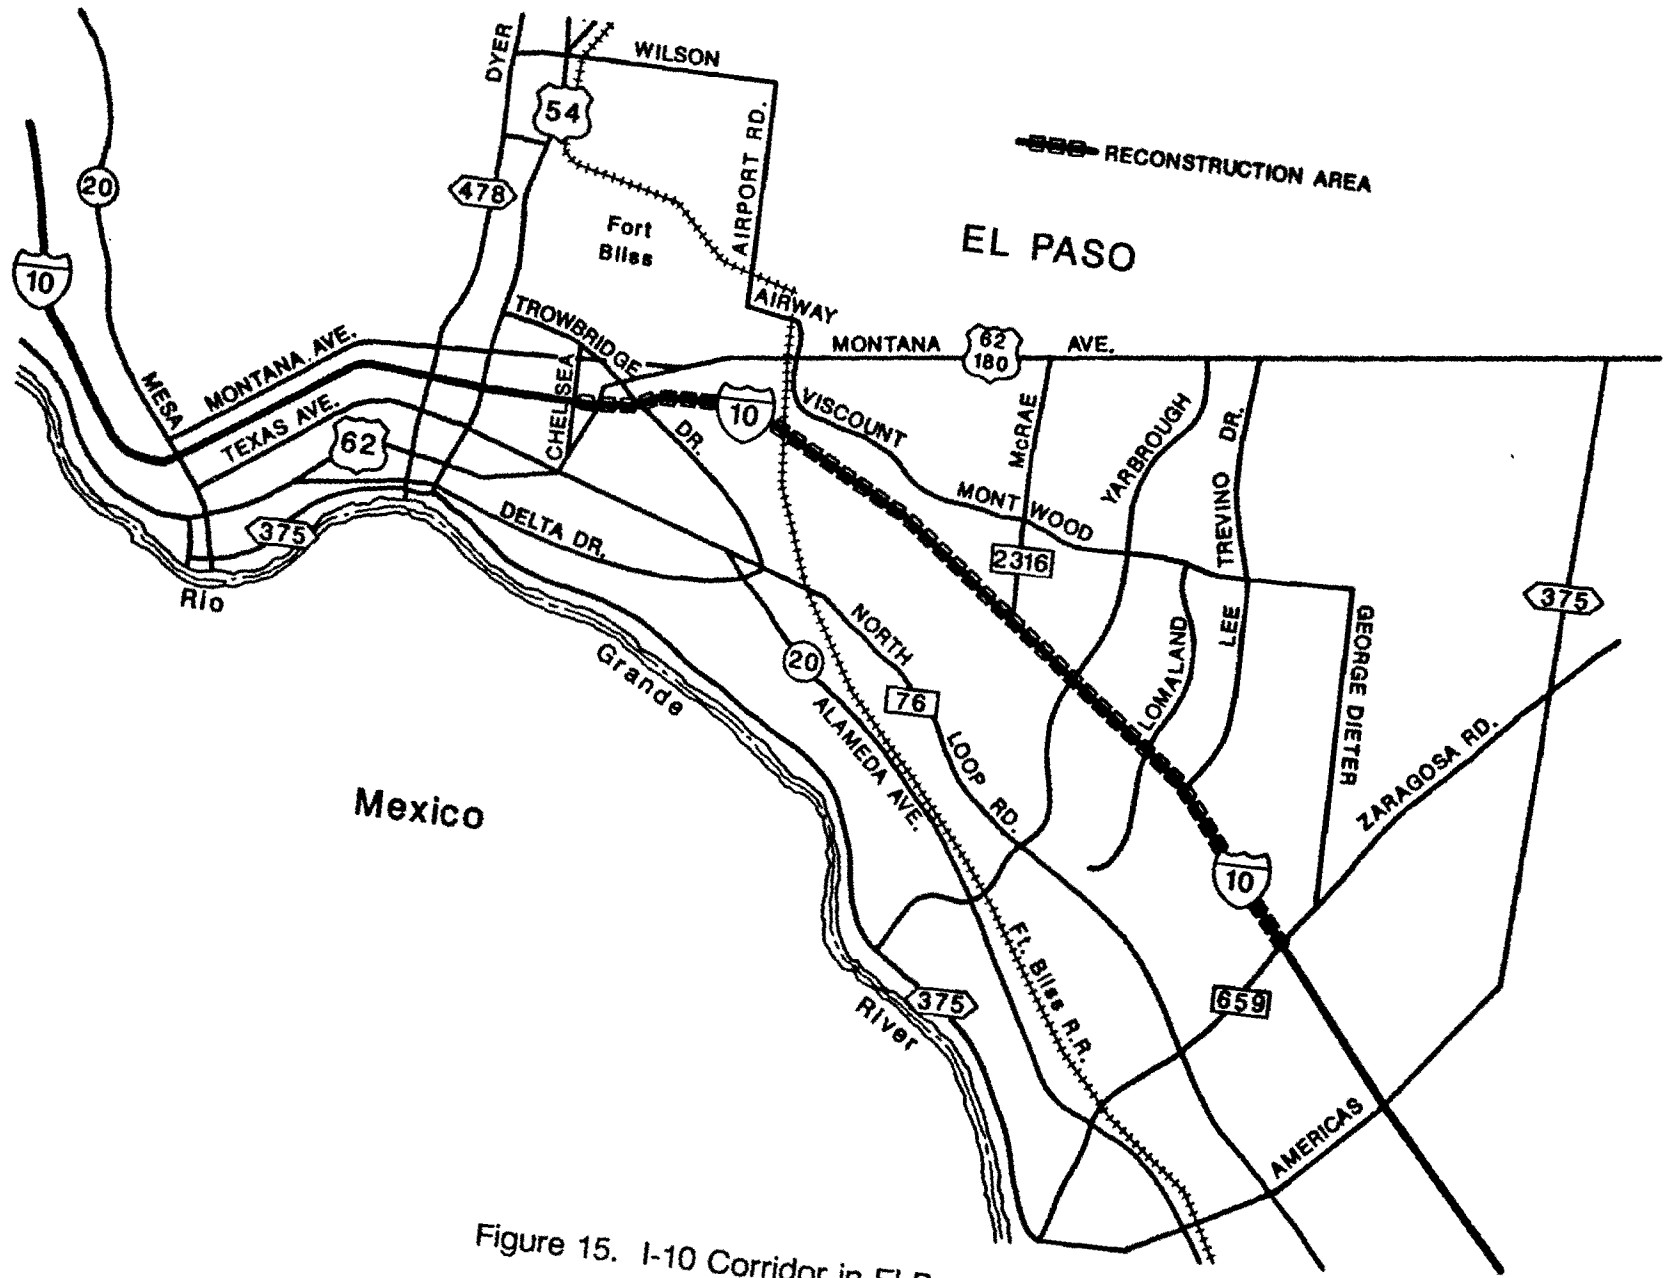 DYER
WILSON
54
AIRPORT RD.
RECONSTRUCTION AREA
20
478
Fort
Bliss
EL PASO
10
TROWBRIDGE
AIRWAY
MONTANA AVE.
MONTANA
62
180
AVE.
MESA
CHELSEA
10
VISCOUNT
McRAE
YARBROUGH
TREVINO DR.
TEXAS AVE.
62
DR.
MONTWOOD
375
DELTA DR.
2316
375
Rio
NORTH
LEE
GEORGE DIETER
Grande
20
76
LOMALAND
ALAMEDA AVE.
LOOP RD.
ZARAGOSA RD.
Mexico
10
Ft. Bliss R.R.
375
659
River
AMERICAS
Figure 15. I-10 Corridor in El